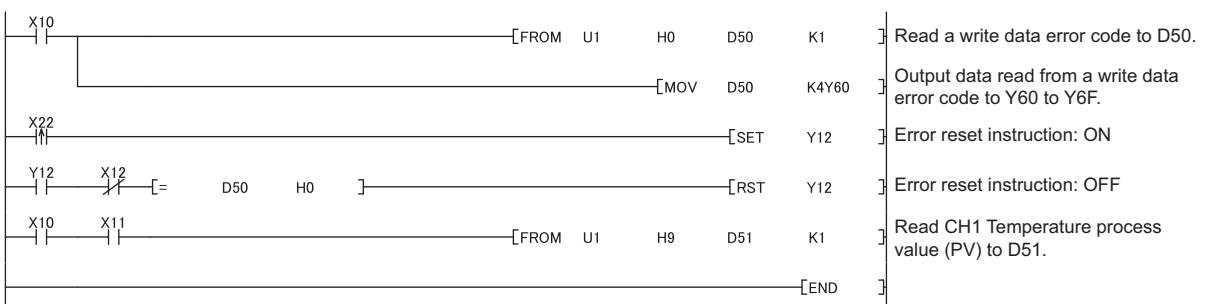 X10
[FROM U1 H0 D50 K1 ] Read a write data error code to D50.
[MOV D50 K4Y60 ] Output data read from a write data
error code to Y60 to Y6F.
X22
[SET Y12 ] Error reset instruction: ON
Y12 X12
[= D50 H0 ] [RST Y12 ] Error reset instruction: OFF
X10 X11
[FROM U1 H9 D51 K1 ] Read CH1 Temperature process
value (PV) to D51.
[END ]